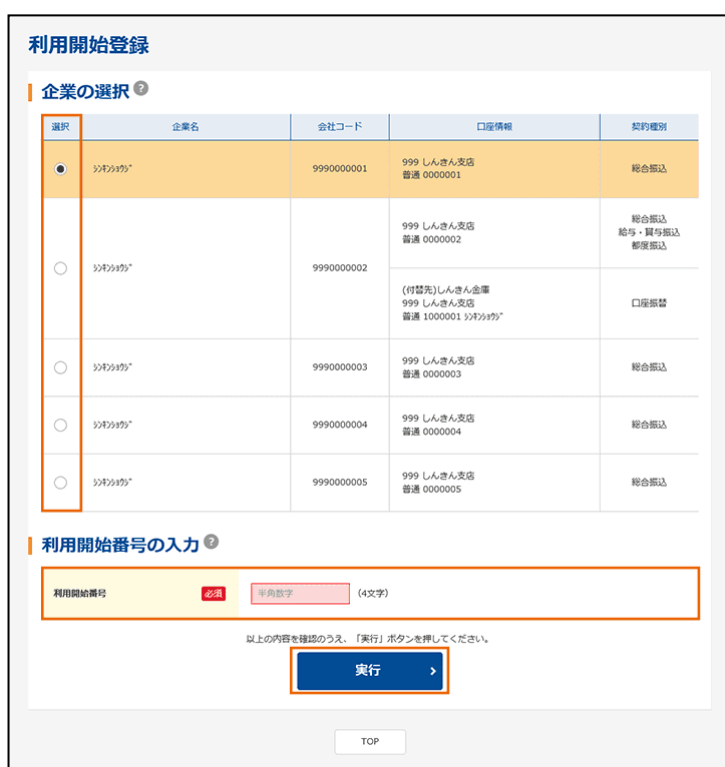 利用開始登録
企業の選択 ?
選択 企業名 会社コード 口座情報 契約種別
ｼﾝｷﾝｼｮｳｼﾞ 9990000001 999 しんきん支店 総合振込
普通 0000001
ｼﾝｷﾝｼｮｳｼﾞ 9990000002 999 しんきん支店
普通 0000002
総合振込
給与・賞与振込
都度振込
(付替先)しんきん金庫
999 しんきん支店
普通 1000001 ｼﾝｷﾝｼｮｳｼﾞ
口座振替
ｼﾝｷﾝｼｮｳｼﾞ 9990000003 999 しんきん支店 総合振込
普通 0000003
ｼﾝｷﾝｼｮｳｼﾞ 9990000004 999 しんきん支店 総合振込
普通 0000004
ｼﾝｷﾝｼｮｳｼﾞ 9990000005 999 しんきん支店 総合振込
普通 0000005
利用開始番号の入力 ?
利用開始番号 必須 半角数字 (4文字)
以上の内容を確認のうえ、「実行」ボタンを押してください。
実行
TOP